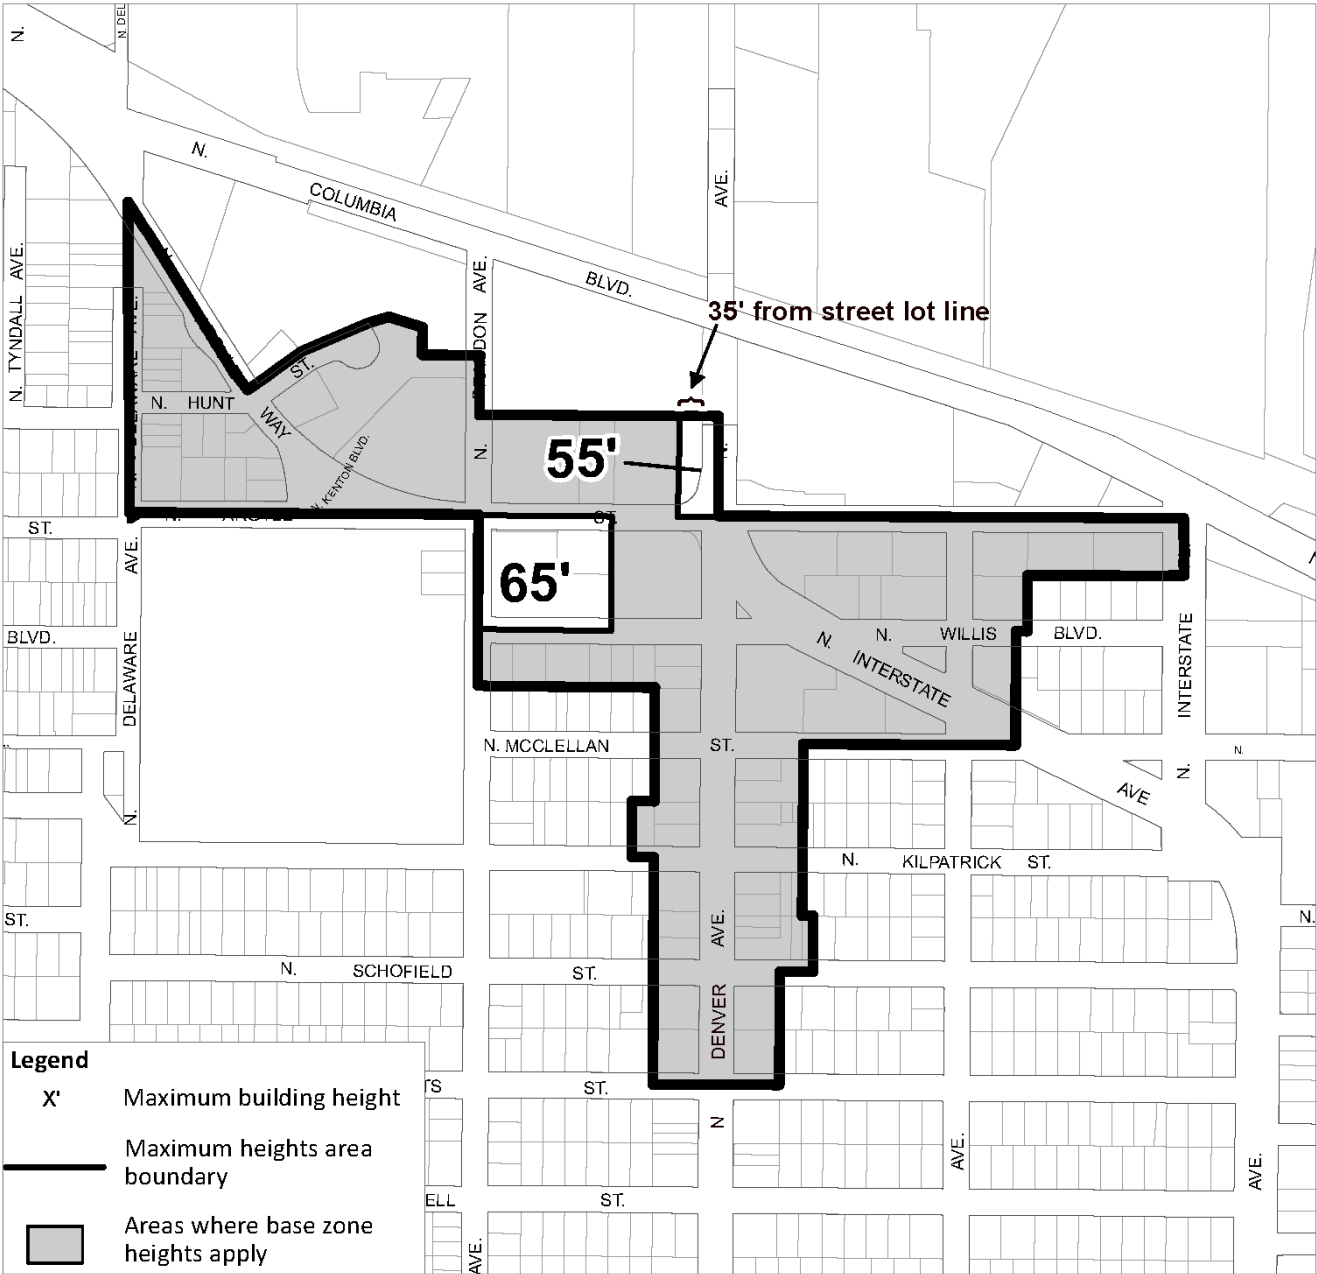 N.
N. DEL
N.
COLUMBIA
AVE.
BLVD.
AVE.
N TYNDALL AVE.
35' from street lot line
ST.
N. HUNT
WAY
N. KENTON BLVD.
N.
55'
N.
ST.
ST.
65'
AVE.
BLVD.
DELAWARE
N.
N. WILLIS BLVD.
N. INTERSTATE
INTERSTATE
N.
N. MCCLELLAN ST.
N.
AVE
N. KILPATRICK ST.
ST.
AVE.
N.
N. SCHOFIELD ST.
DENVER
TS
ST.
N
AVE.
AVE.
ELL
ST.
AVE.
Legend
X' Maximum building height
Maximum heights area
boundary
Areas where base zone
heights apply